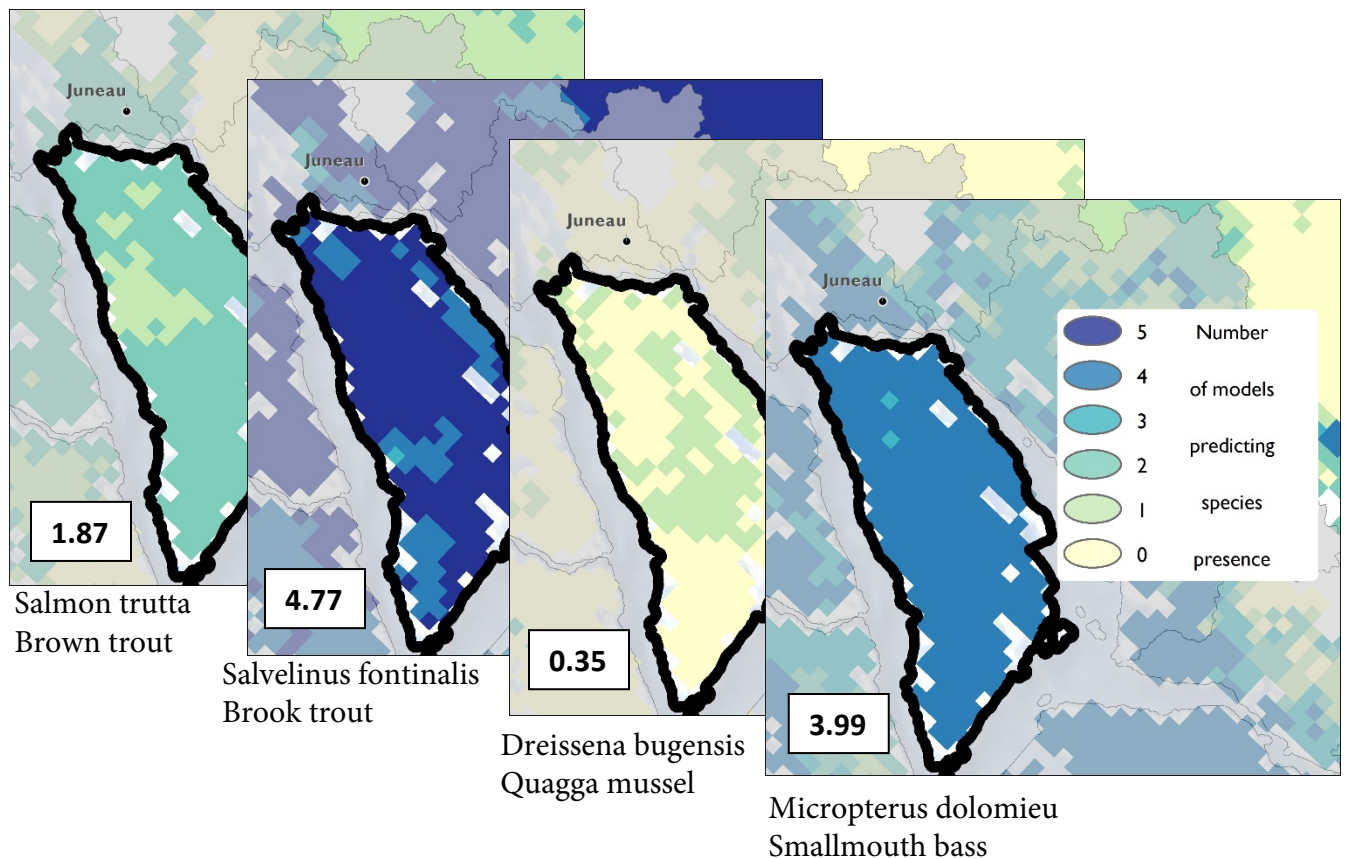 Juneau
1.87
Salmon trutta
Brown trout
Juneau
4.77
Salvelinus fontinalis
Brook trout
Juneau
0.35
Dreissena bugensis
Quagga mussel
Juneau
3.99
Micropterus dolomieu
Smallmouth bass
5 Number
4 of models
3
predicting
2
species
1
presence
0